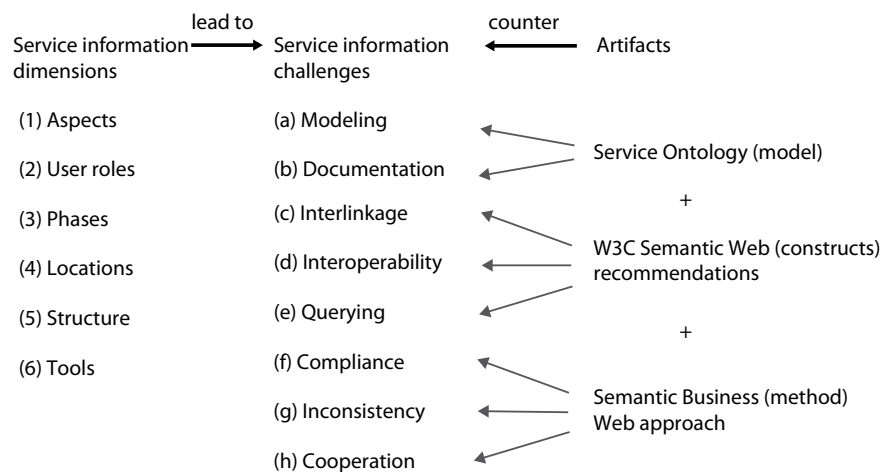 lead to
counter
Service information
dimensions
Service information
challenges
Artifacts
(1) Aspects
(2) User roles
(3) Phases
(4) Locations
(5) Structure
(6) Tools
(a) Modeling
(b) Documentation
(c) Interlinkage
(d) Interoperability
(e) Querying
(f) Compliance
(g) Inconsistency
(h) Cooperation
Service Ontology (model)
+
W3C Semantic Web (constructs)
recommendations
+
Semantic Business (method)
Web approach